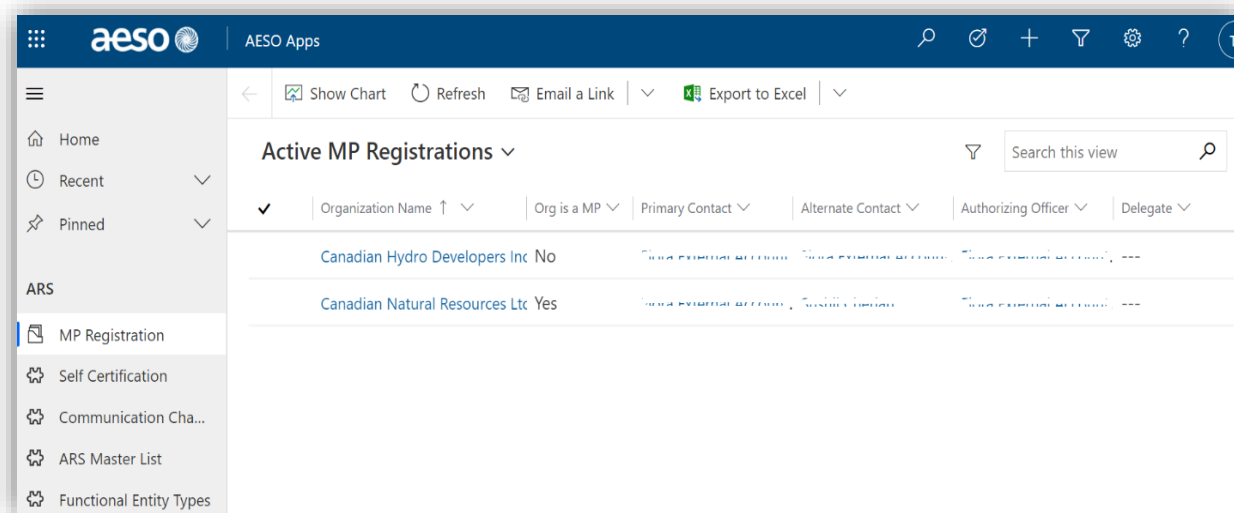 aeso AESO Apps
Show Chart Refresh Email a Link Export to Excel
Home
Recent
Pinned
ARS
MP Registration
Self Certification
Communication Cha...
ARS Master List
Functional Entity Types
Active MP Registrations
Search this view
Organization Name Org is a MP Primary Contact Alternate Contact Authorizing Officer Delegate
Canadian Hydro Developers Inc No ---
Canadian Natural Resources Ltd Yes ---